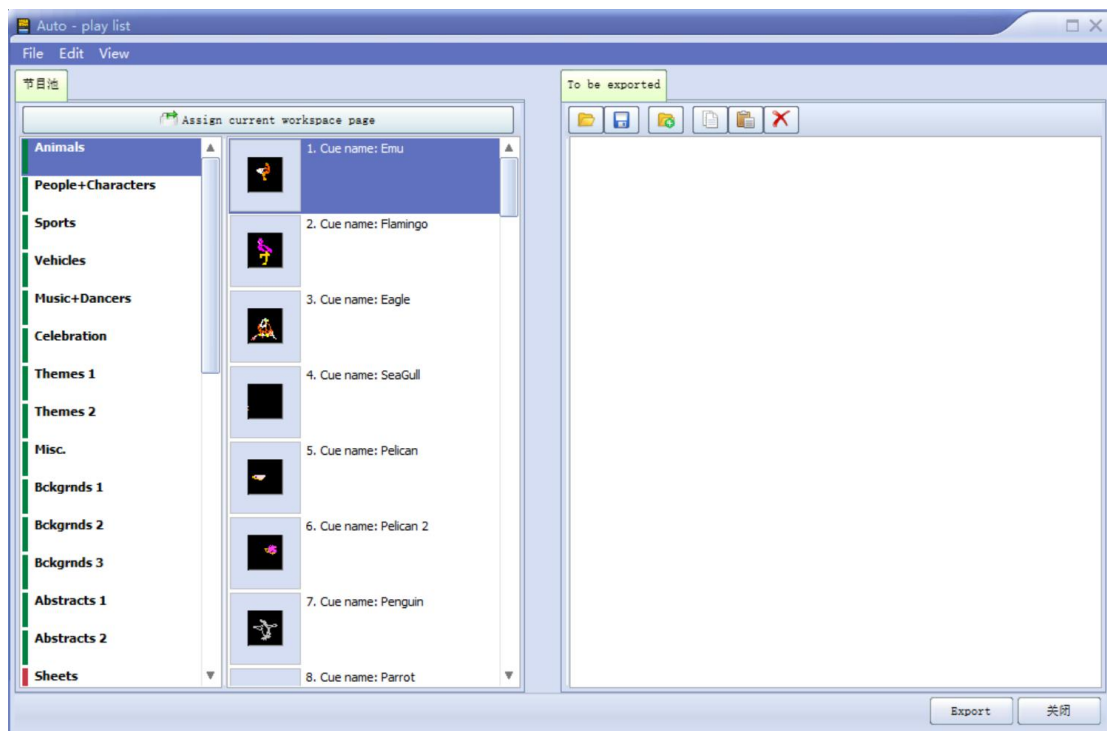 Auto - play list
File Edit View
节目池
To be exported
Assign current workspace page
Animals
People+Characters
Sports
Vehicles
Music+Dancers
Celebration
Themes 1
Themes 2
Misc.
Bckgrnds 1
Bckgrnds 2
Bckgrnds 3
Abstracts 1
Abstracts 2
Sheets
1. Cue name: Emu
2. Cue name: Flamingo
3. Cue name: Eagle
4. Cue name: SeaGull
5. Cue name: Pelican
6. Cue name: Pelican 2
7. Cue name: Penguin
8. Cue name: Parrot
Export
关闭